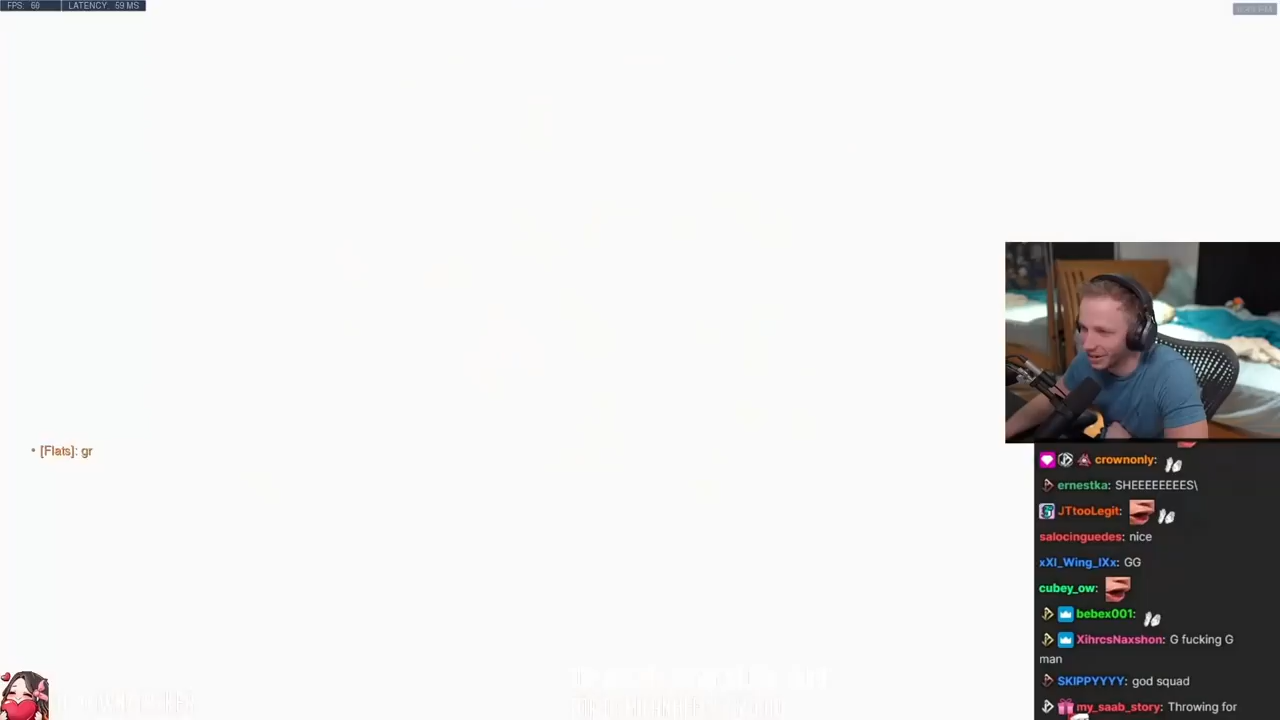 FPS: 60 LATENCY: 59 MS
[Flats]: gr
crownonly:
ernestka: SHEEEEEEEES\
JTtooLegit:
salocinguedes: nice
xXI_Wing_IXx: GG
cubey_ow:
bebex001:
XihrcsNaxshon: G fucking G
man
SKIPPYYYY: god squad
my_saab_story: Throwing for